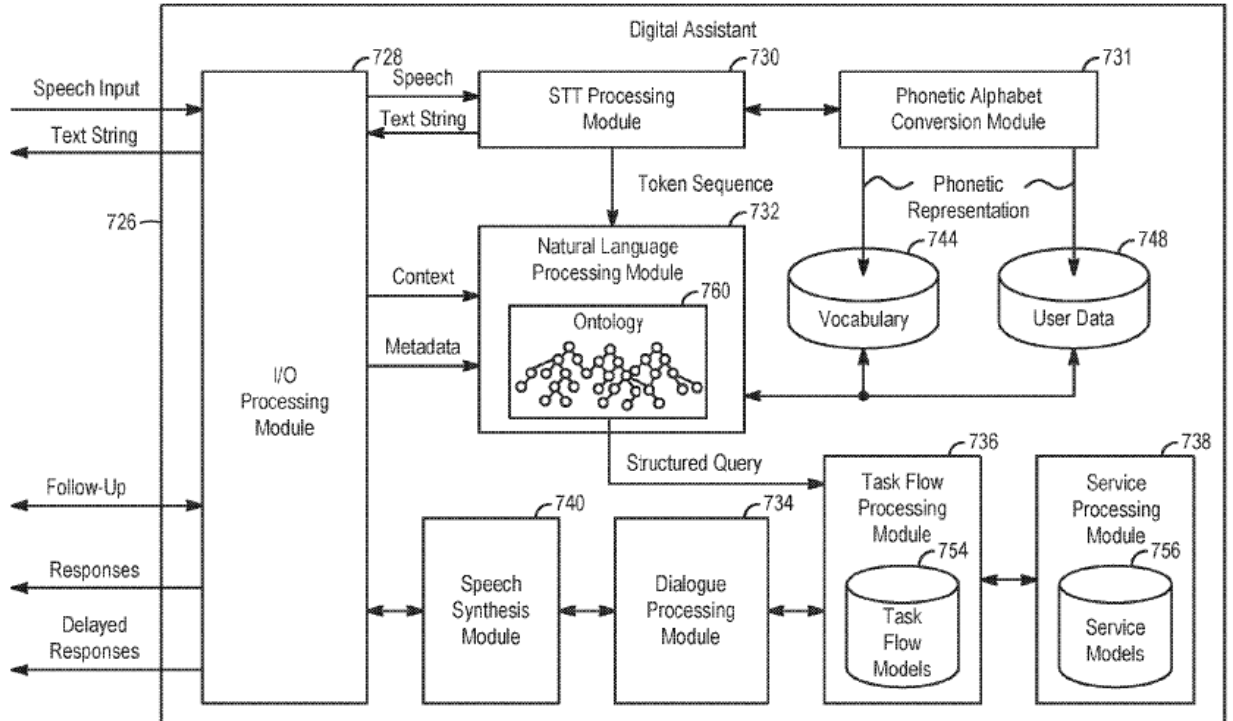 Digital Assistant
728
730
731
Speech Input
Speech
STT Processing
Module
Phonetic Alphabet
Conversion Module
Text String
Text String
Token Sequence
Phonetic
Representation
726
732
744
748
Natural Language
Processing Module
Context
760
Ontology
Vocabulary
User Data
Metadata
I/O
Processing
Module
Structured Query
736
738
Follow-Up
Task Flow
Processing
Module
Service
Processing
Module
740
734
754
756
Responses
Speech
Synthesis
Module
Dialogue
Processing
Module
Task
Flow
Models
Service
Models
Delayed
Responses